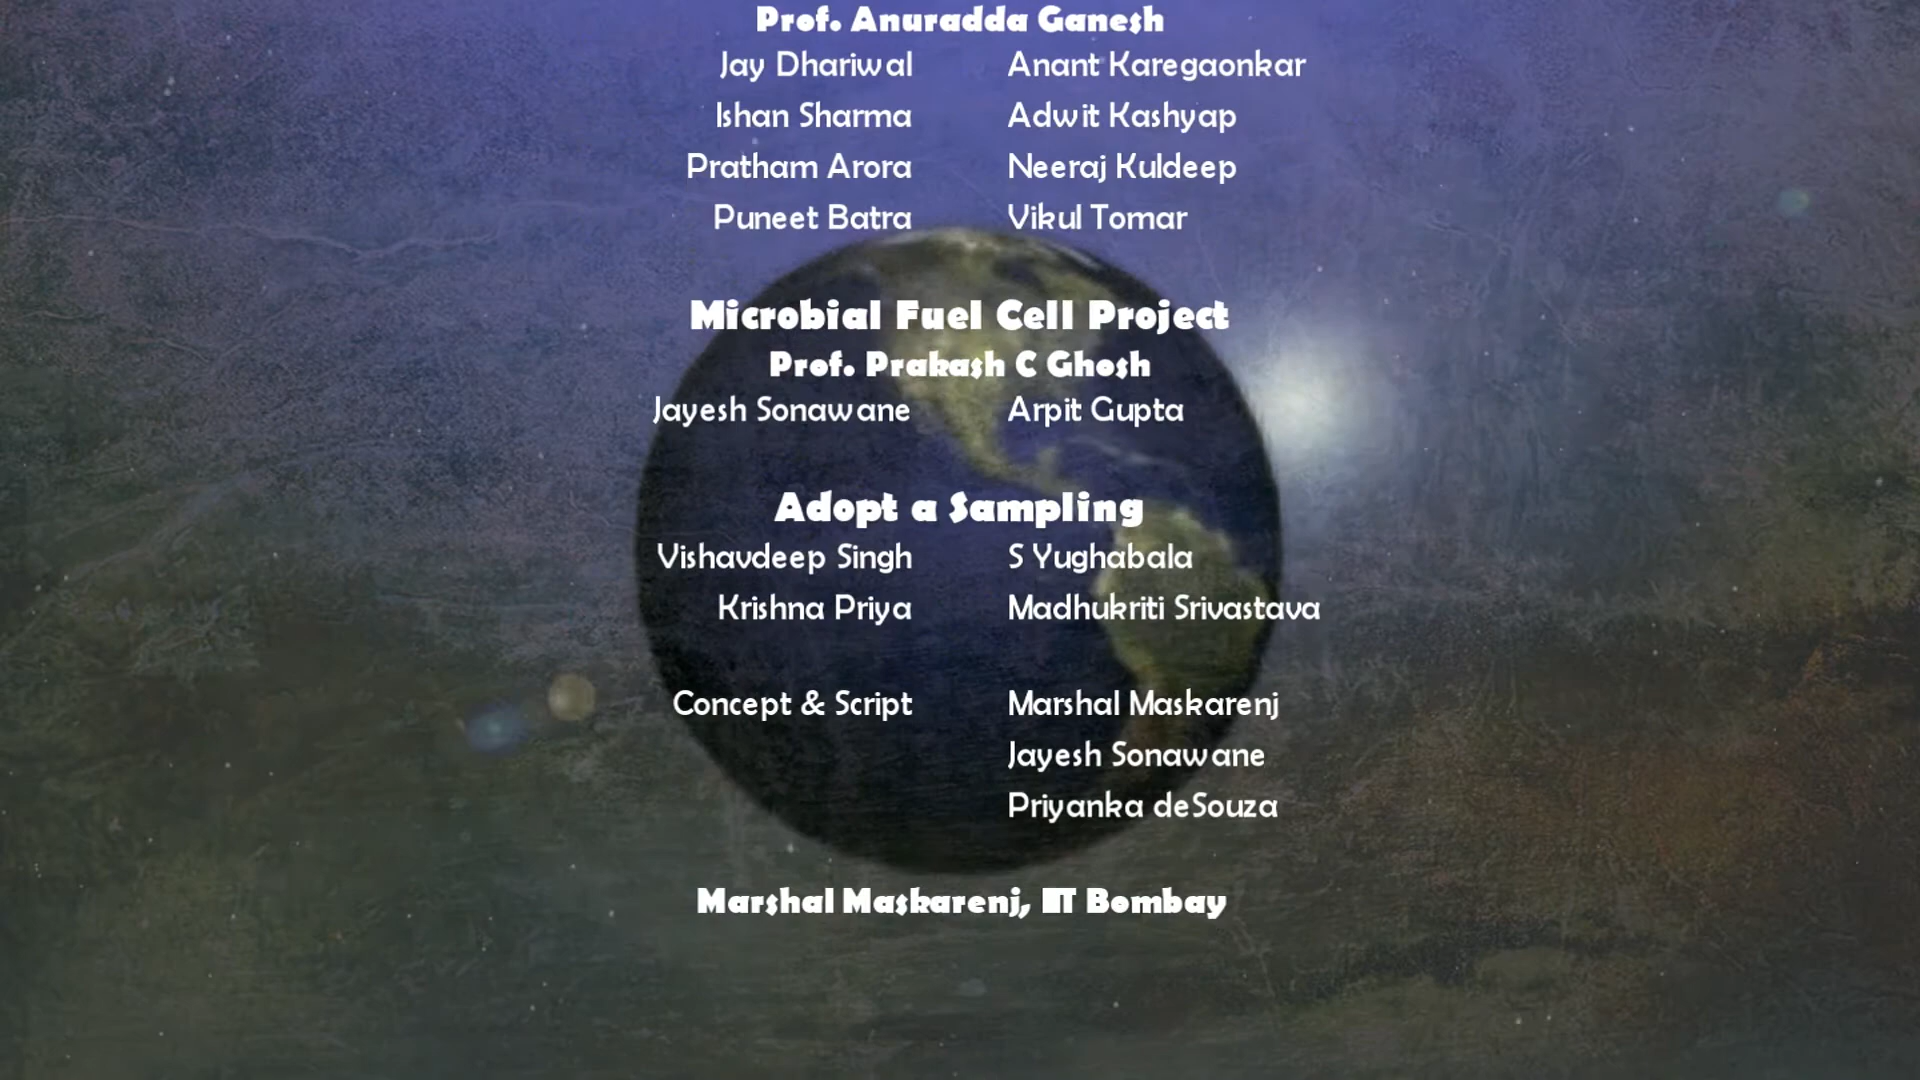 Prof. Anuradda Ganesh
Jay Dhariwal Anant Karegaonkar
Ishan Sharma Adwit Kashyap
Pratham Arora Neeraj Kuldeep
Puneet Batra Vikul Tomar
Microbial Fuel Cell Project
Prof. Prakash C Ghosh
Jayesh Sonawane Arpit Gupta
Adopt a Sampling
Vishavdeep Singh S Yughabala
Krishna Priya Madhukriti Srivastava
Concept & Script Marshal Maskarenj
Jayesh Sonawane
Priyanka deSouza
Marshal Maskarenj, IIT Bombay